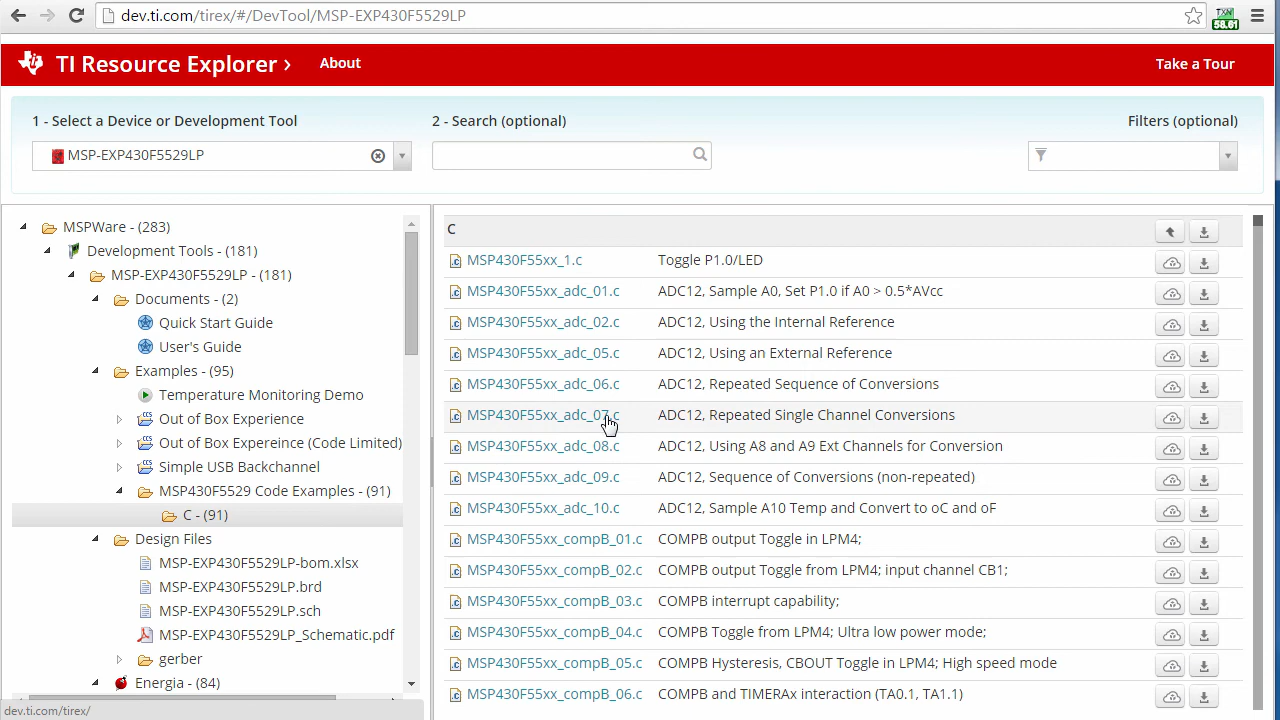 dev.ti.com/tirex/#/DevTool/MSP-EXP430F5529LP
TXN
58.61
TI Resource Explorer ›
About
Take a Tour
1 - Select a Device or Development Tool
2 - Search (optional)
Filters (optional)
MSP-EXP430F5529LP
MSPWare - (283)
Development Tools - (181)
MSP-EXP430F5529LP - (181)
Documents - (2)
Quick Start Guide
User's Guide
Examples - (95)
Temperature Monitoring Demo
Out of Box Experience
Out of Box Expereince (Code Limited)
Simple USB Backchannel
MSP430F5529 Code Examples - (91)
C - (91)
Design Files
MSP-EXP430F5529LP-bom.xlsx
MSP-EXP430F5529LP.brd
MSP-EXP430F5529LP.sch
MSP-EXP430F5529LP_Schematic.pdf
gerber
Energia - (84)
C
MSP430F55xx_1.c Toggle P1.0/LED
MSP430F55xx_adc_01.c ADC12, Sample A0, Set P1.0 if A0 > 0.5*AVcc
MSP430F55xx_adc_02.c ADC12, Using the Internal Reference
MSP430F55xx_adc_05.c ADC12, Using an External Reference
MSP430F55xx_adc_06.c ADC12, Repeated Sequence of Conversions
MSP430F55xx_adc_07.c ADC12, Repeated Single Channel Conversions
MSP430F55xx_adc_08.c ADC12, Using A8 and A9 Ext Channels for Conversion
MSP430F55xx_adc_09.c ADC12, Sequence of Conversions (non-repeated)
MSP430F55xx_adc_10.c ADC12, Sample A10 Temp and Convert to oC and oF
MSP430F55xx_compB_01.c COMPB output Toggle in LPM4;
MSP430F55xx_compB_02.c COMPB output Toggle from LPM4; input channel CB1;
MSP430F55xx_compB_03.c COMPB interrupt capability;
MSP430F55xx_compB_04.c COMPB Toggle from LPM4; Ultra low power mode;
MSP430F55xx_compB_05.c COMPB Hysteresis, CBOUT Toggle in LPM4; High speed mode
MSP430F55xx_compB_06.c COMPB and TIMERAx interaction (TA0.1, TA1.1)
dev.ti.com/tirex/